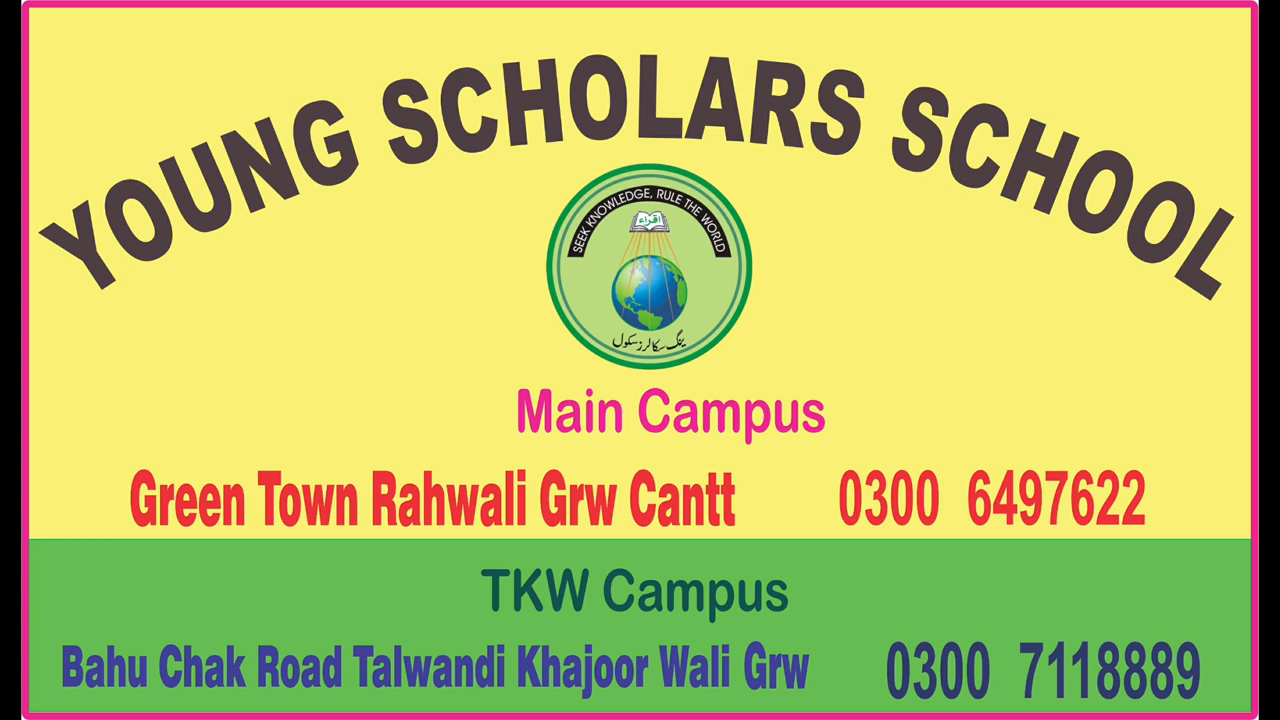 YOUNG SCHOLARS SCHOOL
SEEK KNOWLEDGE, RULE THE WORLD
اقراء
ینگ سکالرز سکول
Main Campus
Green Town Rahwali Grw Cantt 0300 6497622
TKW Campus
Bahu Chak Road Talwandi Khajoor Wali Grw 0300 7118889